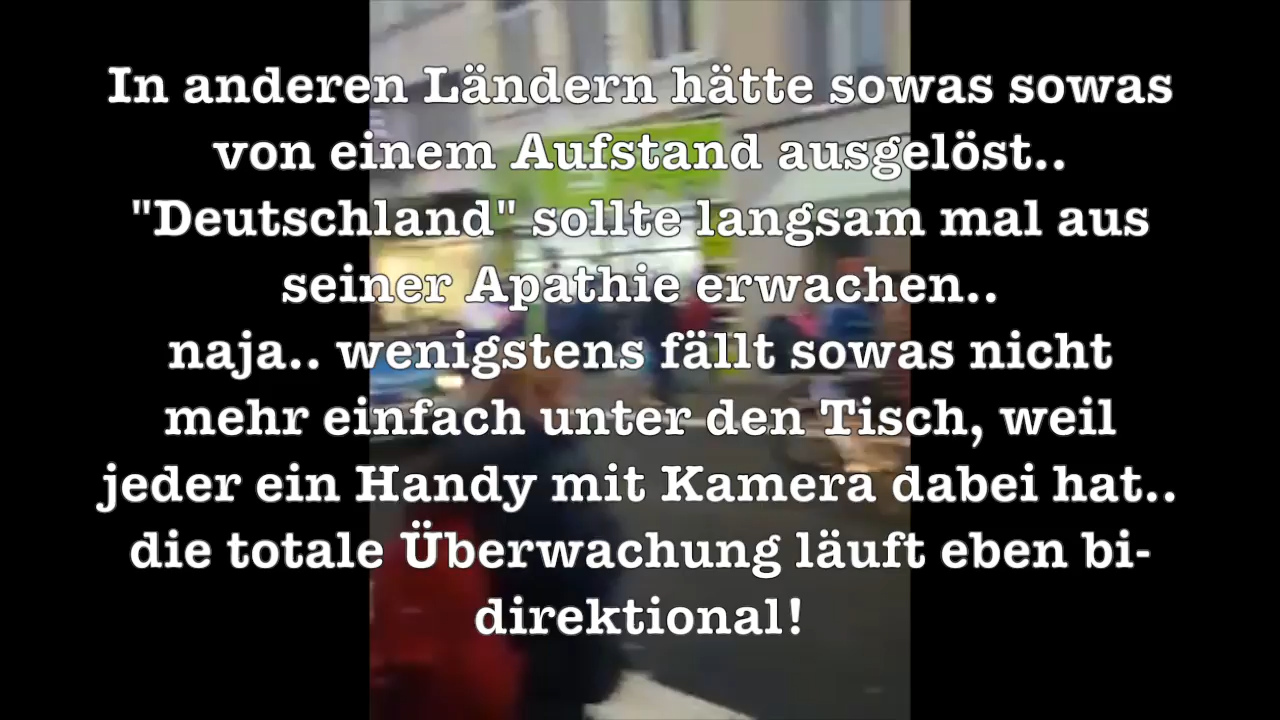 In anderen Ländern hätte sowas sowas
von einem Aufstand ausgelöst..
"Deutschland" sollte langsam mal aus
seiner Apathie erwachen..
naja.. wenigstens fällt sowas nicht
mehr einfach unter den Tisch, weil
jeder ein Handy mit Kamera dabei hat..
die totale Überwachung läuft eben bi-
direktional!